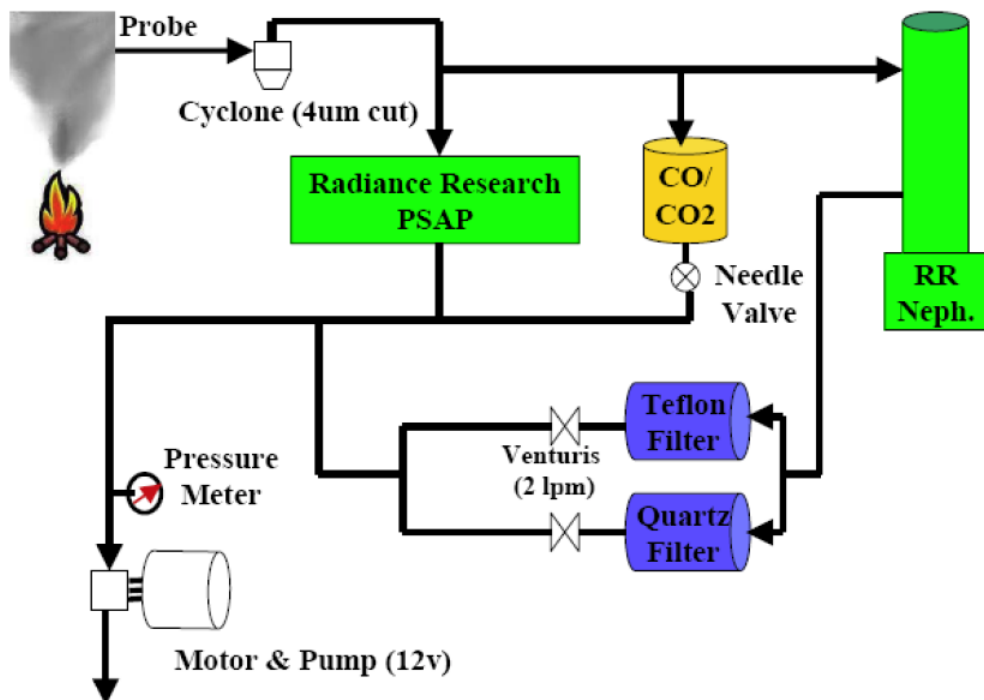 Probe
Cyclone (4um cut)
Radiance Research
PSAP
CO/
CO2
Needle
Valve
RR
Neph.
Teflon
Filter
Venturis
(2 lpm)
Quartz
Filter
Pressure
Meter
Motor & Pump (12v)